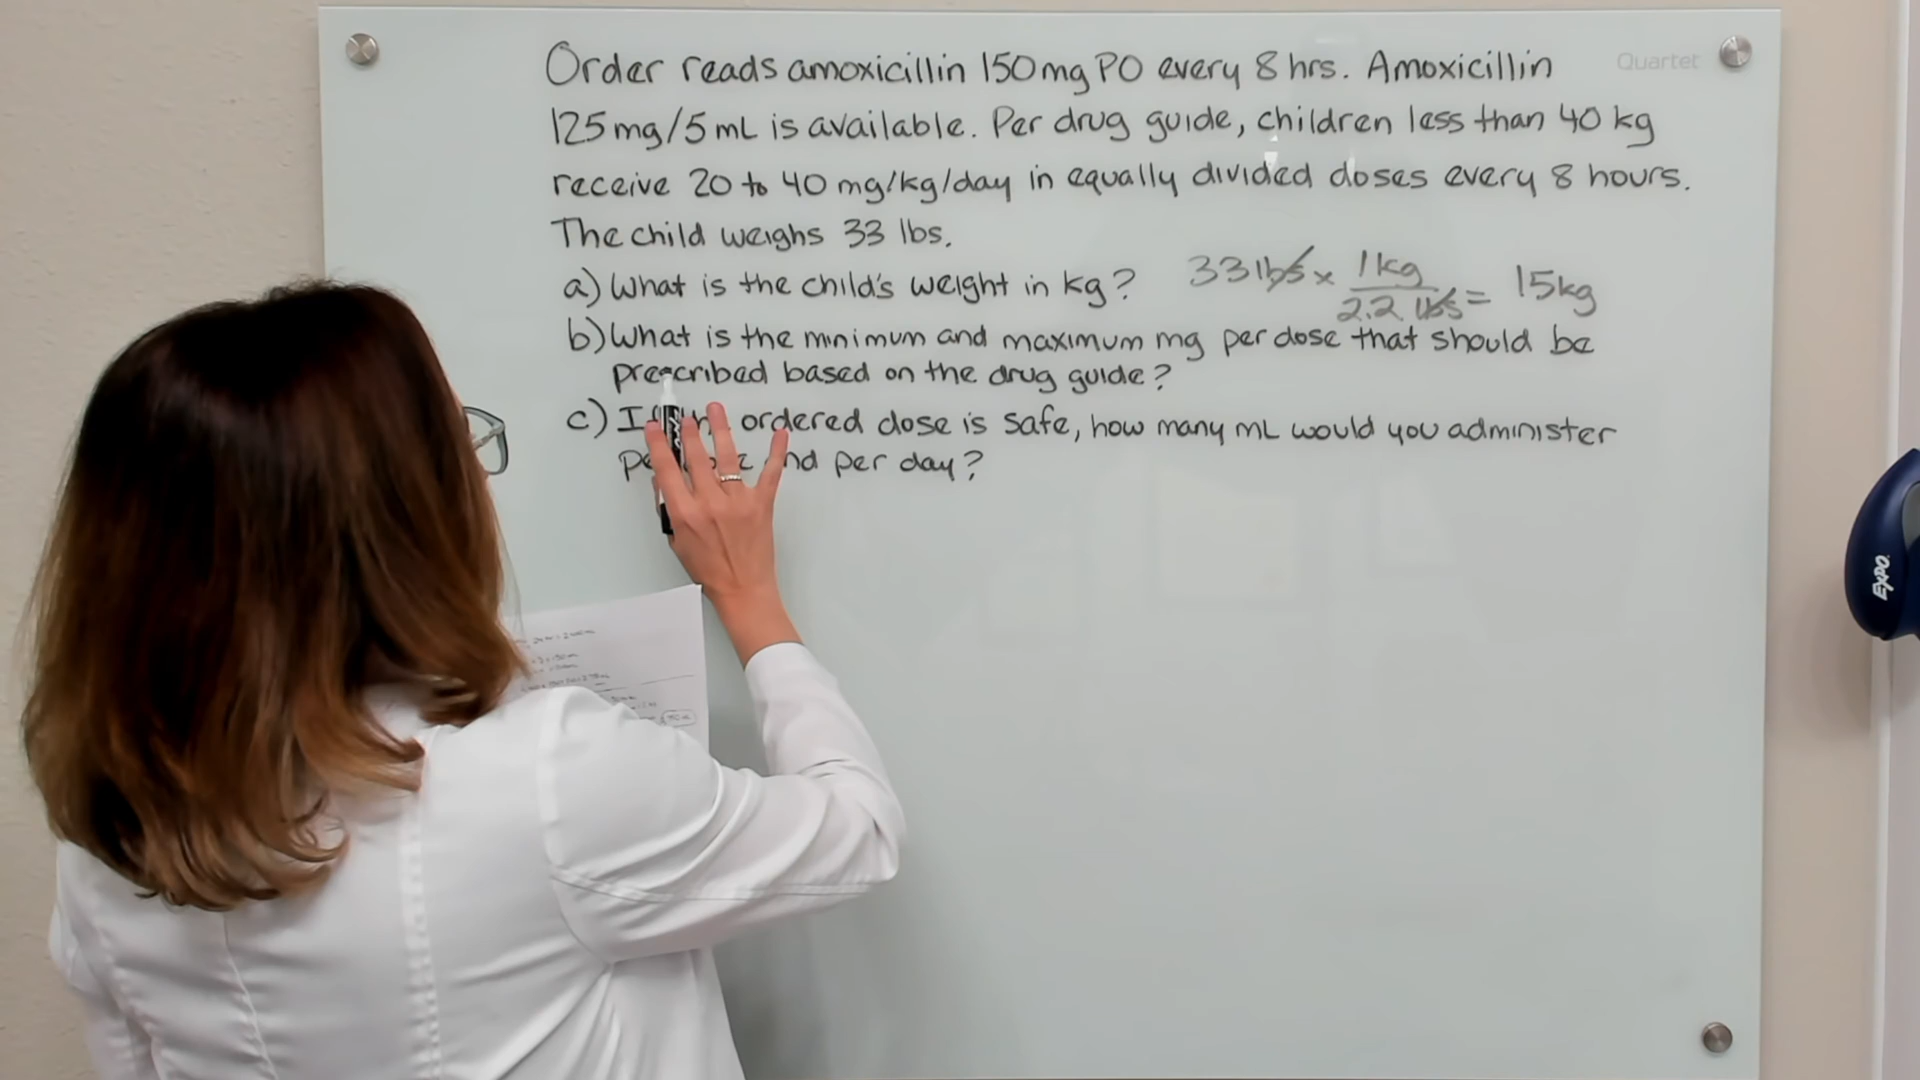 Quartet
Order reads amoxicillin 150mg PO every 8 hrs. Amoxicillin
125mg/5mL is available. Per drug guide, children less than 40 kg
receive 20 to 40 mg/kg/day in equally divided doses every 8 hours.
The child weighs 33 lbs.
a) What is the child's weight in kg? 33 lbs x 1kg / 2.2 lbs = 15kg
b) What is the minimum and maximum mg per dose that should be
prescribed based on the drug guide?
c) ordered dose is safe, how many mL would you administer
per day?
EXPO